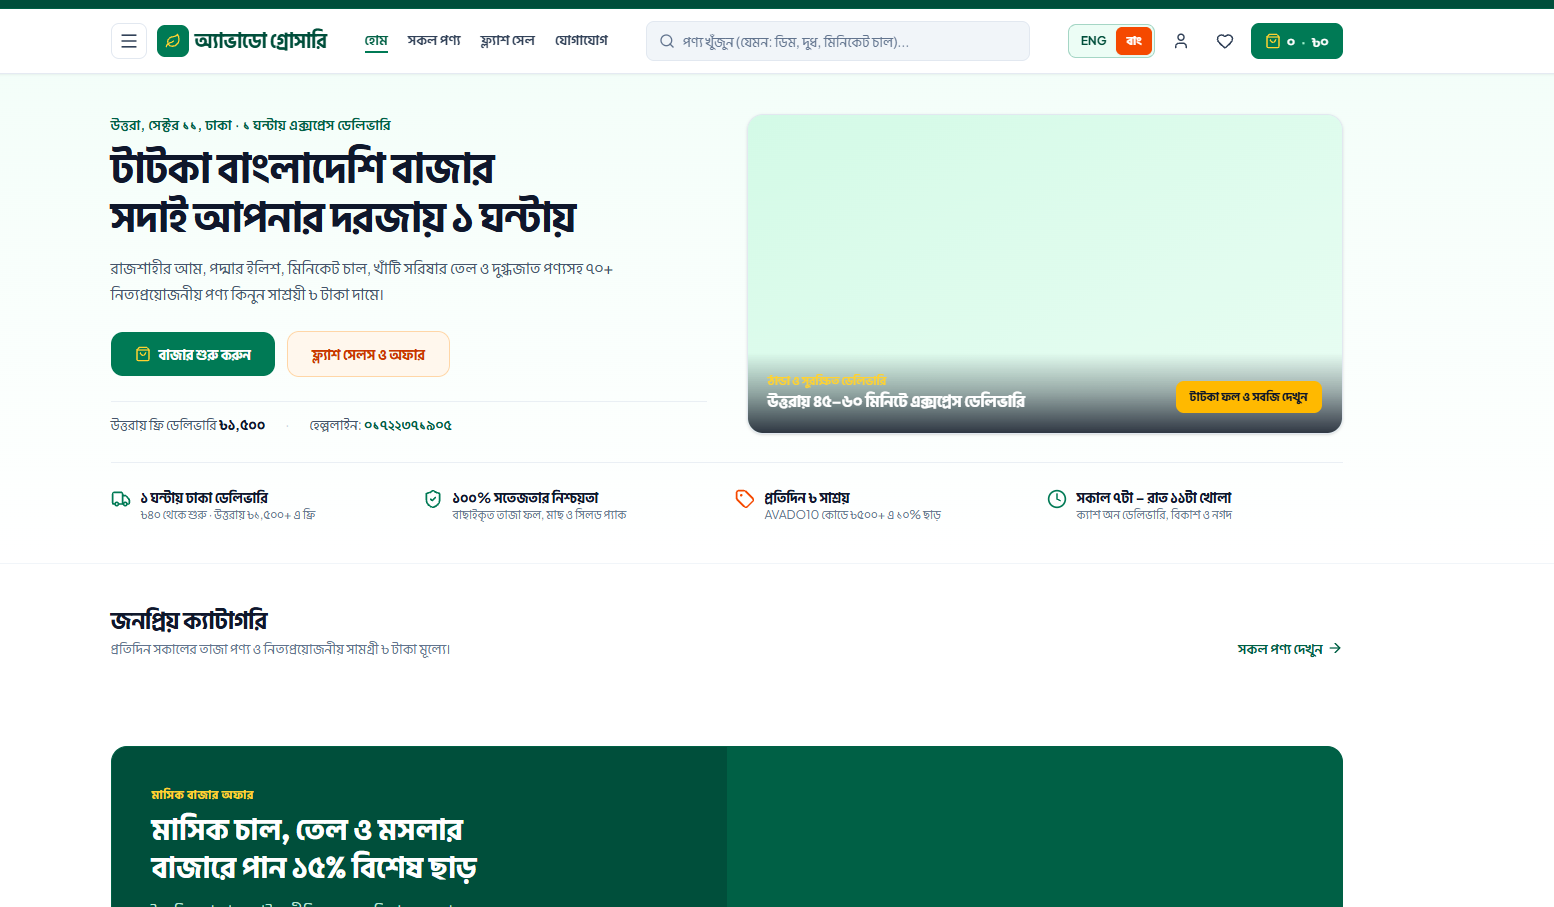 অ্যাভাডো গ্রোসারি
হোম
সকল পণ্য
ফ্ল্যাশ সেল
যোগাযোগ
পণ্য খুঁজুন (যেমন: ডিম, দুধ, মিনিকেট চাল)...
ENG
বাং
০ · ৳০
উত্তরা, সেক্টর ১১, ঢাকা · ১ ঘন্টায় এক্সপ্রেস ডেলিভারি
টাটকা বাংলাদেশি বাজার
সদাই আপনার দরজায় ১ ঘন্টায়
রাজশাহীর আম, পদ্মার ইলিশ, মিনিকেট চাল, খাঁটি সরিষার তেল ও দুগ্ধজাত পণ্যসহ ৭০+
নিত্যপ্রয়োজনীয় পণ্য কিনুন সাশ্রয়ী ৳ টাকা দামে।
বাজার শুরু করুন
ফ্ল্যাশ সেলস ও অফার
উত্তরায় ফ্রি ডেলিভারি ৳১,৫০০
·
হেল্পলাইন: ০১৭২২৩৭১৯০৫
ঠান্ডা ও সুরক্ষিত ডেলিভারি
উত্তরায় ৪৫–৬০ মিনিটে এক্সপ্রেস ডেলিভারি
টাটকা ফল ও সবজি দেখুন
১ ঘন্টায় ঢাকা ডেলিভারি
৳৪০ থেকে শুরু · উত্তরায় ৳১,৫০০+ এ ফ্রি
১০০% সতেজতার নিশ্চয়তা
বাছাইকৃত তাজা ফল, মাছ ও সিলড প্যাক
প্রতিদিন ৳ সাশ্রয়
AVADO10 কোডে ৳৫০০+ এ ১০% ছাড়
সকাল ৭টা – রাত ১১টা খোলা
ক্যাশ অন ডেলিভারি, বিকাশ ও নগদ
জনপ্রিয় ক্যাটাগরি
প্রতিদিন সকালের তাজা পণ্য ও নিত্যপ্রয়োজনীয় সামগ্রী ৳ টাকা মূল্যে।
সকল পণ্য দেখুন →
মাসিক বাজার অফার
মাসিক চাল, তেল ও মসলার
বাজারে পান ১৫% বিশেষ ছাড়